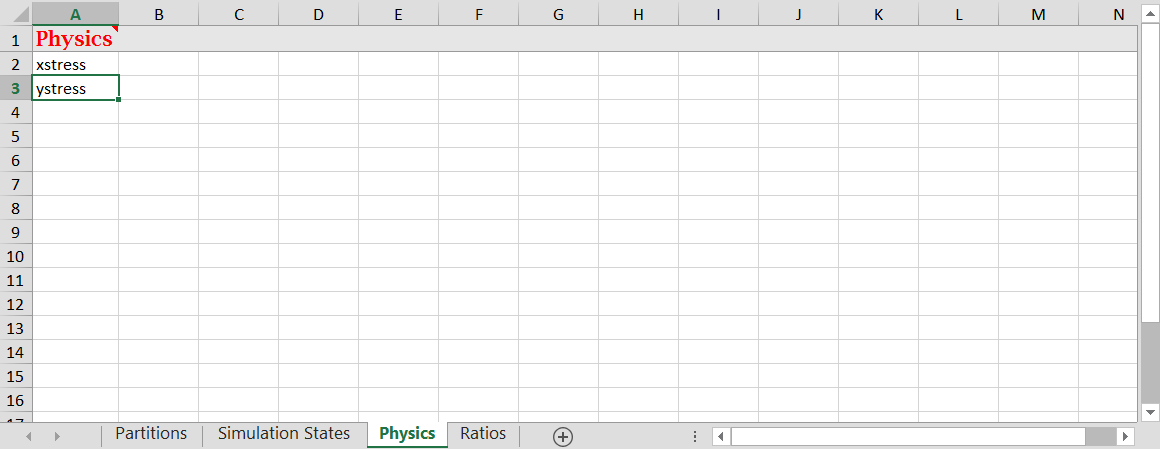 A B C D E F G H I J K L M N
1 Physics
2 xstress
3 ystress
4
5
6
7
8
9
10
11
12
13
14
15
16
17
Partitions Simulation States Physics Ratios